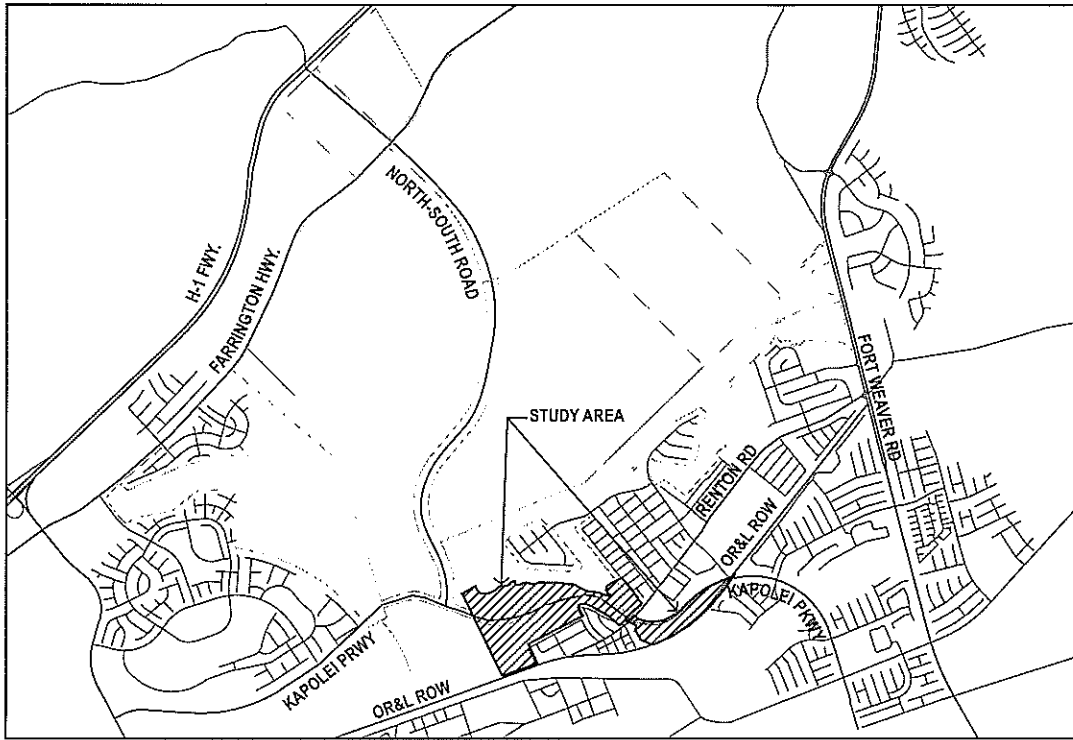 NORTH-SOUTH ROAD
H-1 FWY.
FARRINGTON HWY.
FORT WEAVER RD
STUDY AREA
RENTON RD
OR&L ROW
KAPOLEI PKWY
KAPOLEI PRWY
OR&L ROW